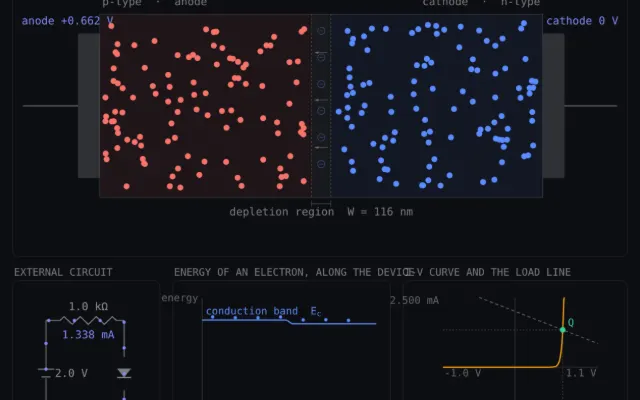 p-type · anode
cathode · n-type
anode +0.662 V
cathode 0 V
depletion region W = 116 nm
EXTERNAL CIRCUIT
ENERGY OF AN ELECTRON, ALONG THE DEVICE
I-V CURVE AND THE LOAD LINE
energy
2.500 mA
1.0 kΩ
conduction band Ec
Q
1.338 mA
2.0 V
-1.0 V
1.1 V